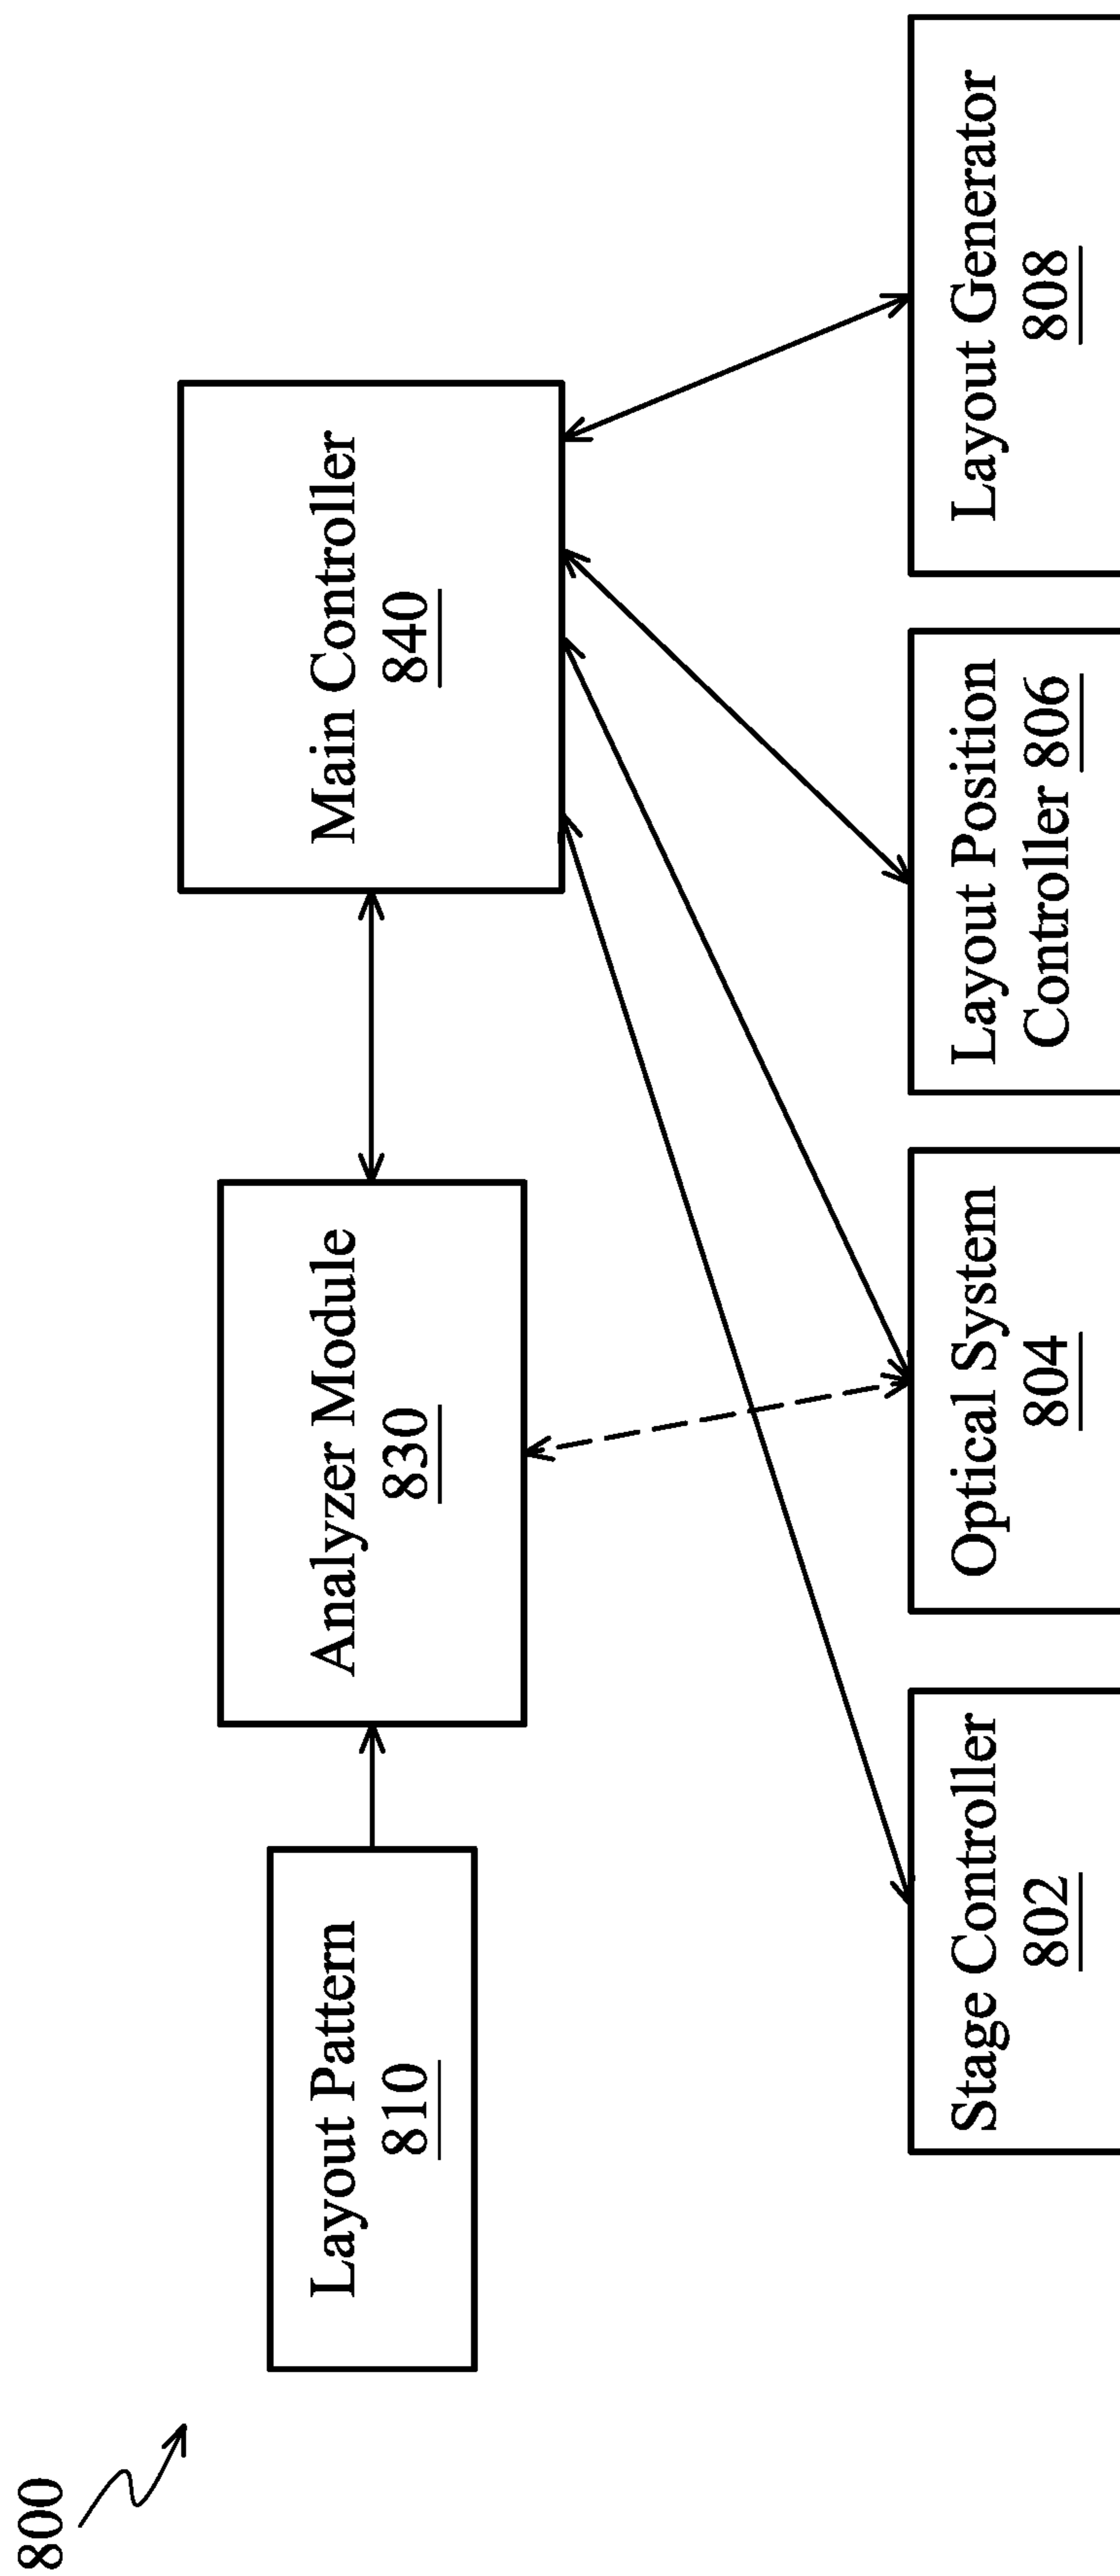 800
Layout Pattern
810
Analyzer Module
830
Main Controller
840
Stage Controller
802
Optical System
804
Layout Position
Controller 806
Layout Generator
808